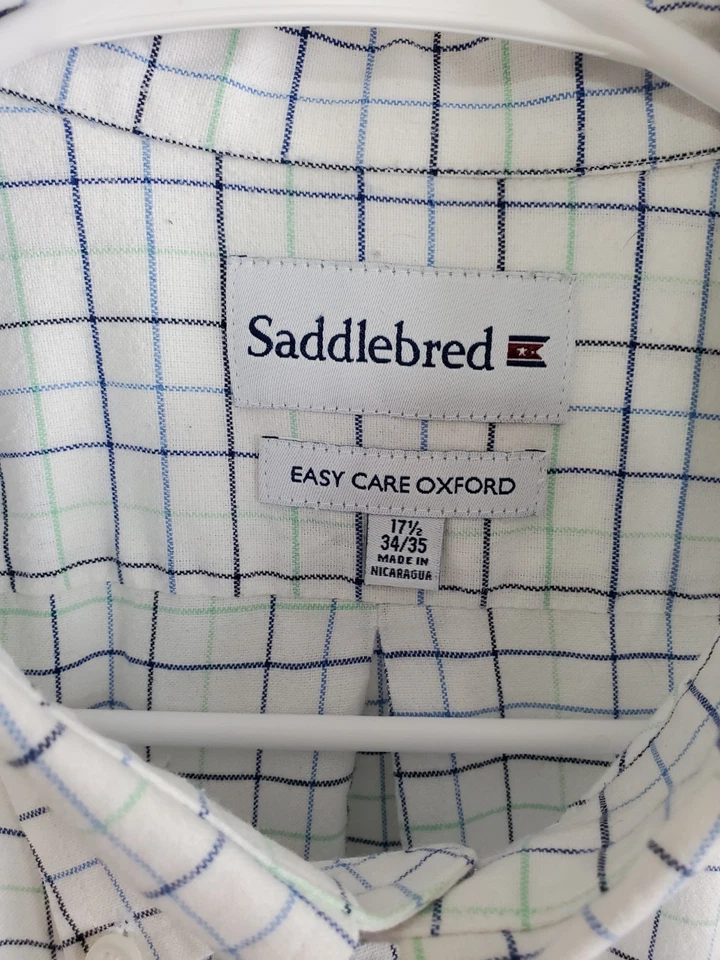 Saddlebred
EASY CARE OXFORD
17½
34/35
MADE IN
NICARAGUA